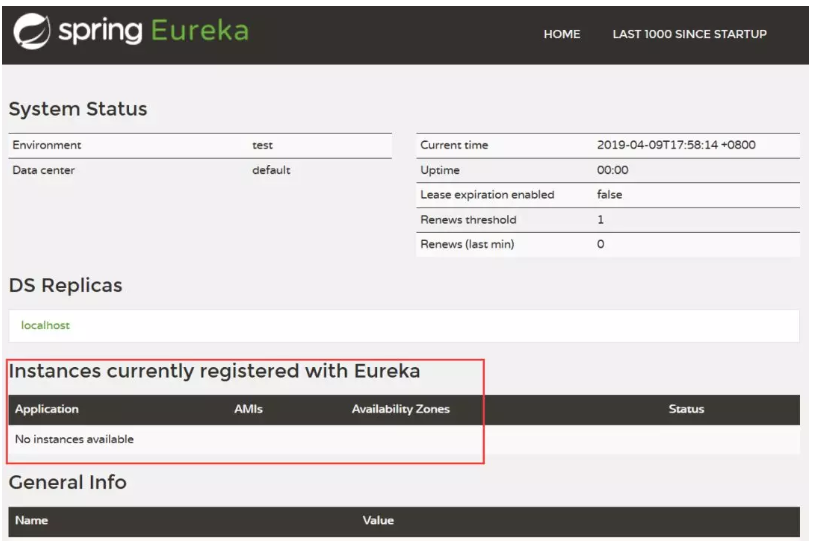 spring Eureka
HOME LAST 1000 SINCE STARTUP
System Status
Environment test
Data center default
Current time 2019-04-09T17:58:14 +0800
Uptime 00:00
Lease expiration enabled false
Renews threshold 1
Renews (last min) 0
DS Replicas
localhost
Instances currently registered with Eureka
Application AMIs Availability Zones Status
No instances available
General Info
Name Value